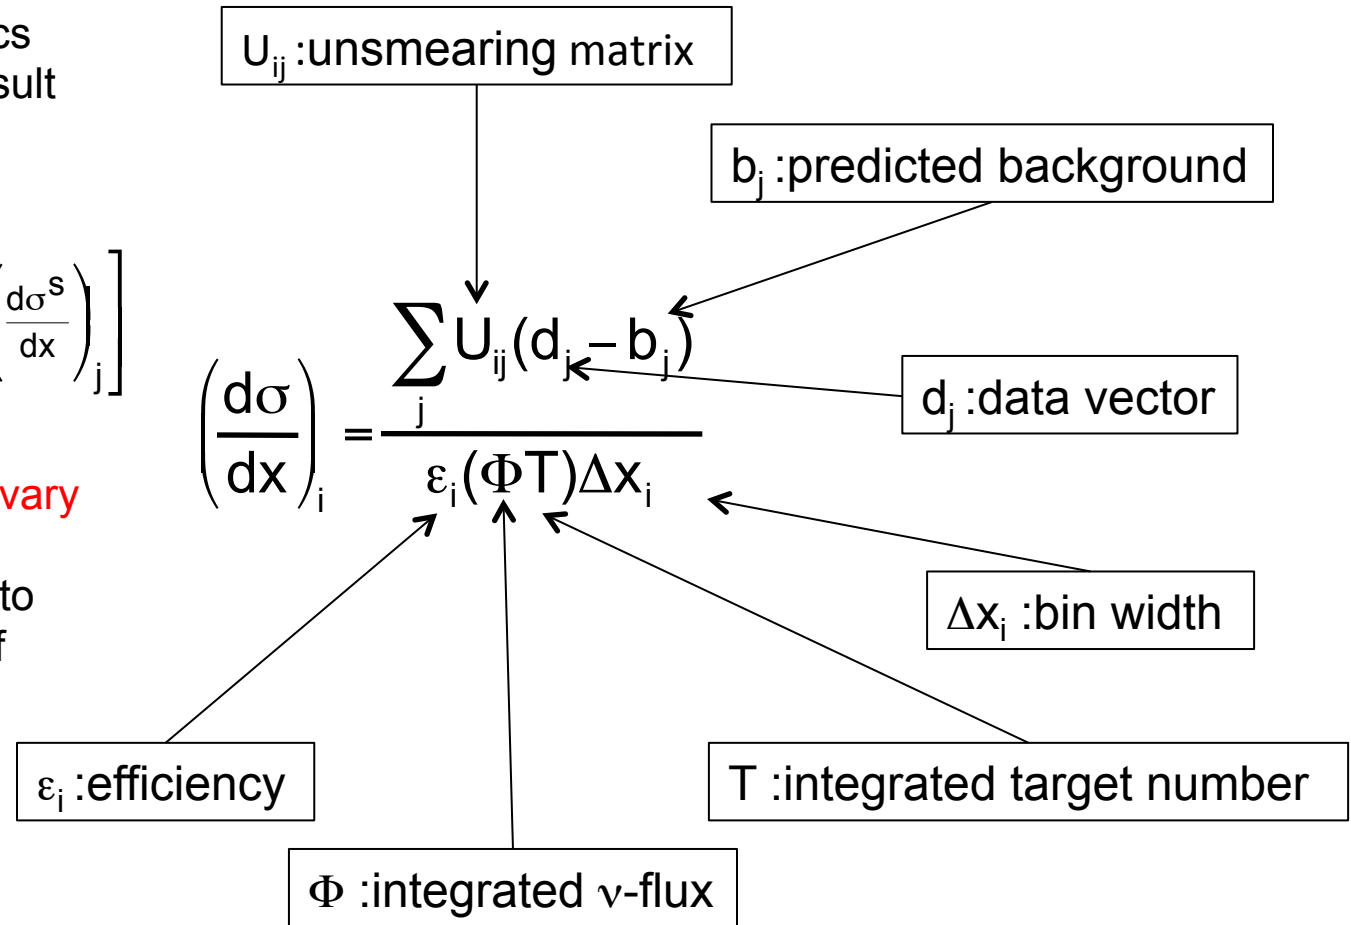 cs
sult
U_ij :unsmearing matrix
b_j :predicted background
(dσ^s/dx)_j ]
(dσ/dx)_i = ∑_j U_ij(d_j − b_j) / ε_i(ΦT)Δx_i
d_j :data vector
vary
to
f
Δx_i :bin width
ε_i :efficiency
T :integrated target number
Φ :integrated ν-flux